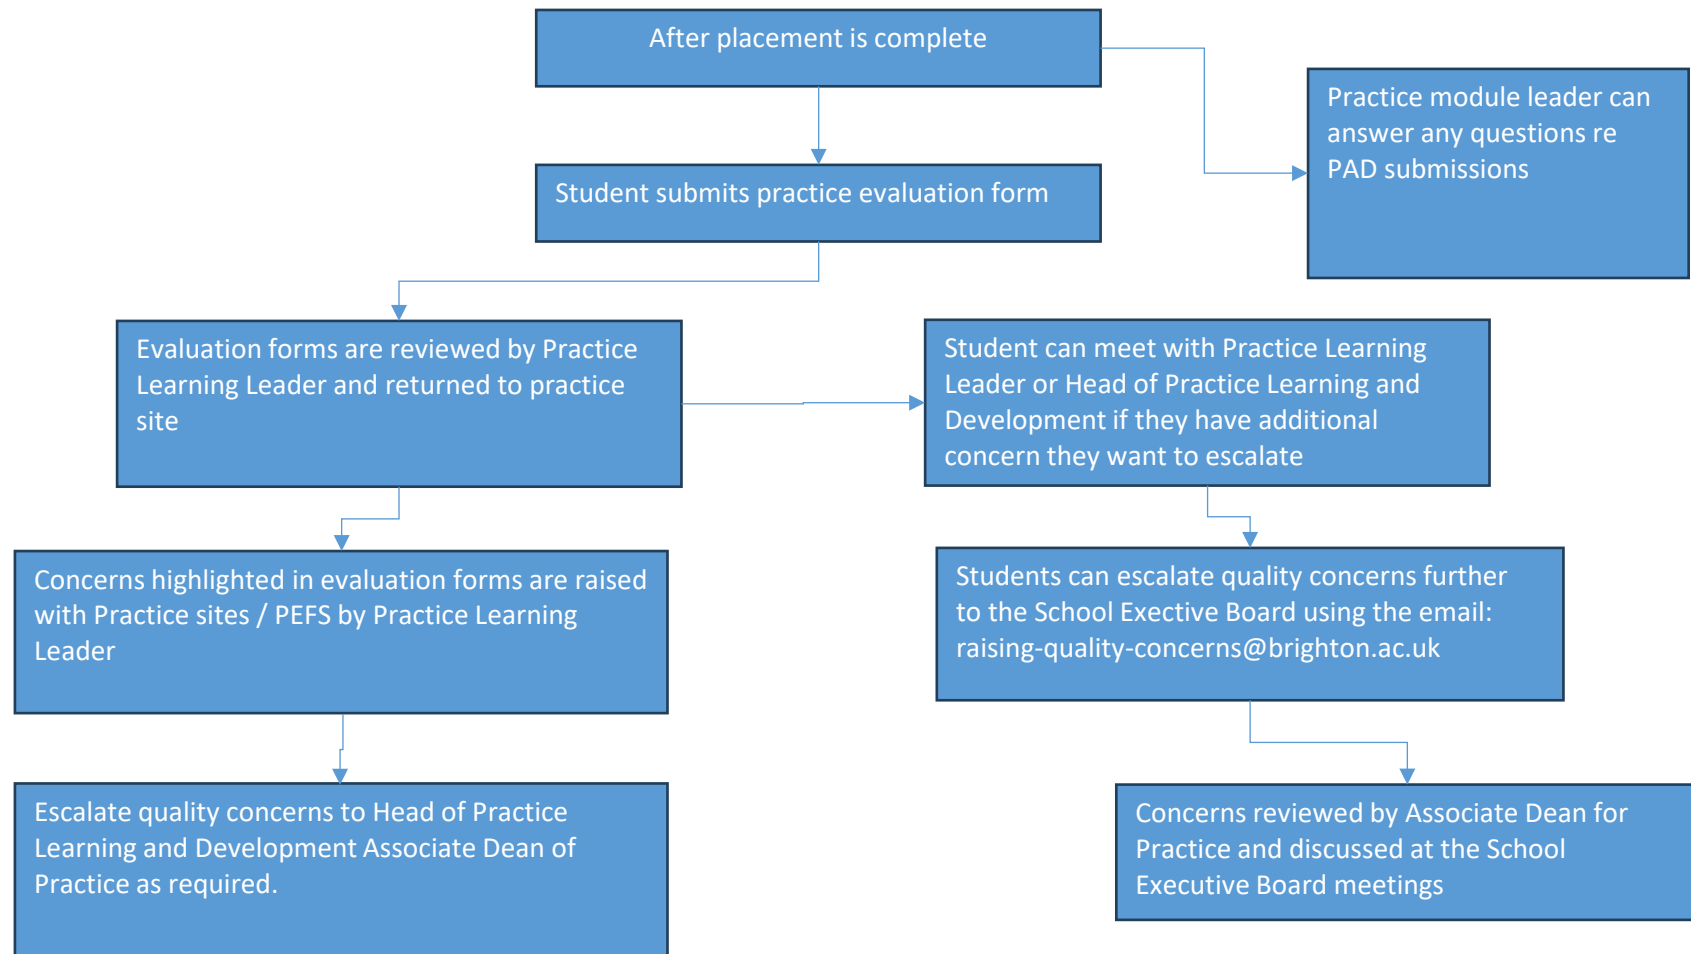 After placement is complete
Practice module leader can
answer any questions re
PAD submissions
Student submits practice evaluation form
Evaluation forms are reviewed by Practice
Learning Leader and returned to practice
site
Student can meet with Practice Learning
Leader or Head of Practice Learning and
Development if they have additional
concern they want to escalate
Concerns highlighted in evaluation forms are raised
with Practice sites / PEFS by Practice Learning
Leader
Students can escalate quality concerns further
to the School Exective Board using the email:
raising-quality-concerns@brighton.ac.uk
Escalate quality concerns to Head of Practice
Learning and Development Associate Dean of
Practice as required.
Concerns reviewed by Associate Dean for
Practice and discussed at the School
Executive Board meetings